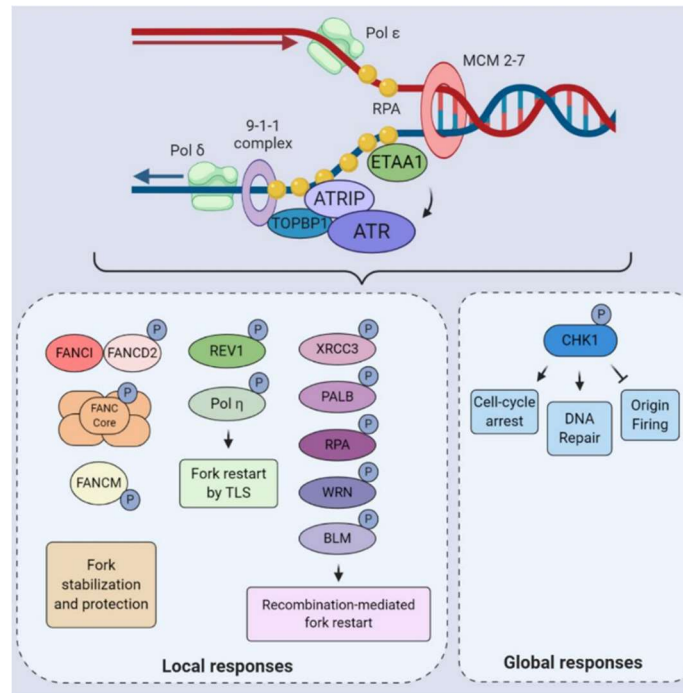 Pol ε
MCM 2-7
RPA
9-1-1
complex
Pol δ
ETAA1
ATRIP
TOPBP1
ATR
P
FANCI
FANCD2
P
FANC
Core
FANCM
P
Fork
stabilization
and protection
P
REV1
P
Pol η
Fork restart
by TLS
P
XRCC3
P
PALB
P
RPA
P
WRN
P
BLM
Recombination-mediated
fork restart
Local responses
P
CHK1
Cell-cycle
arrest
DNA
Repair
Origin
Firing
Global responses